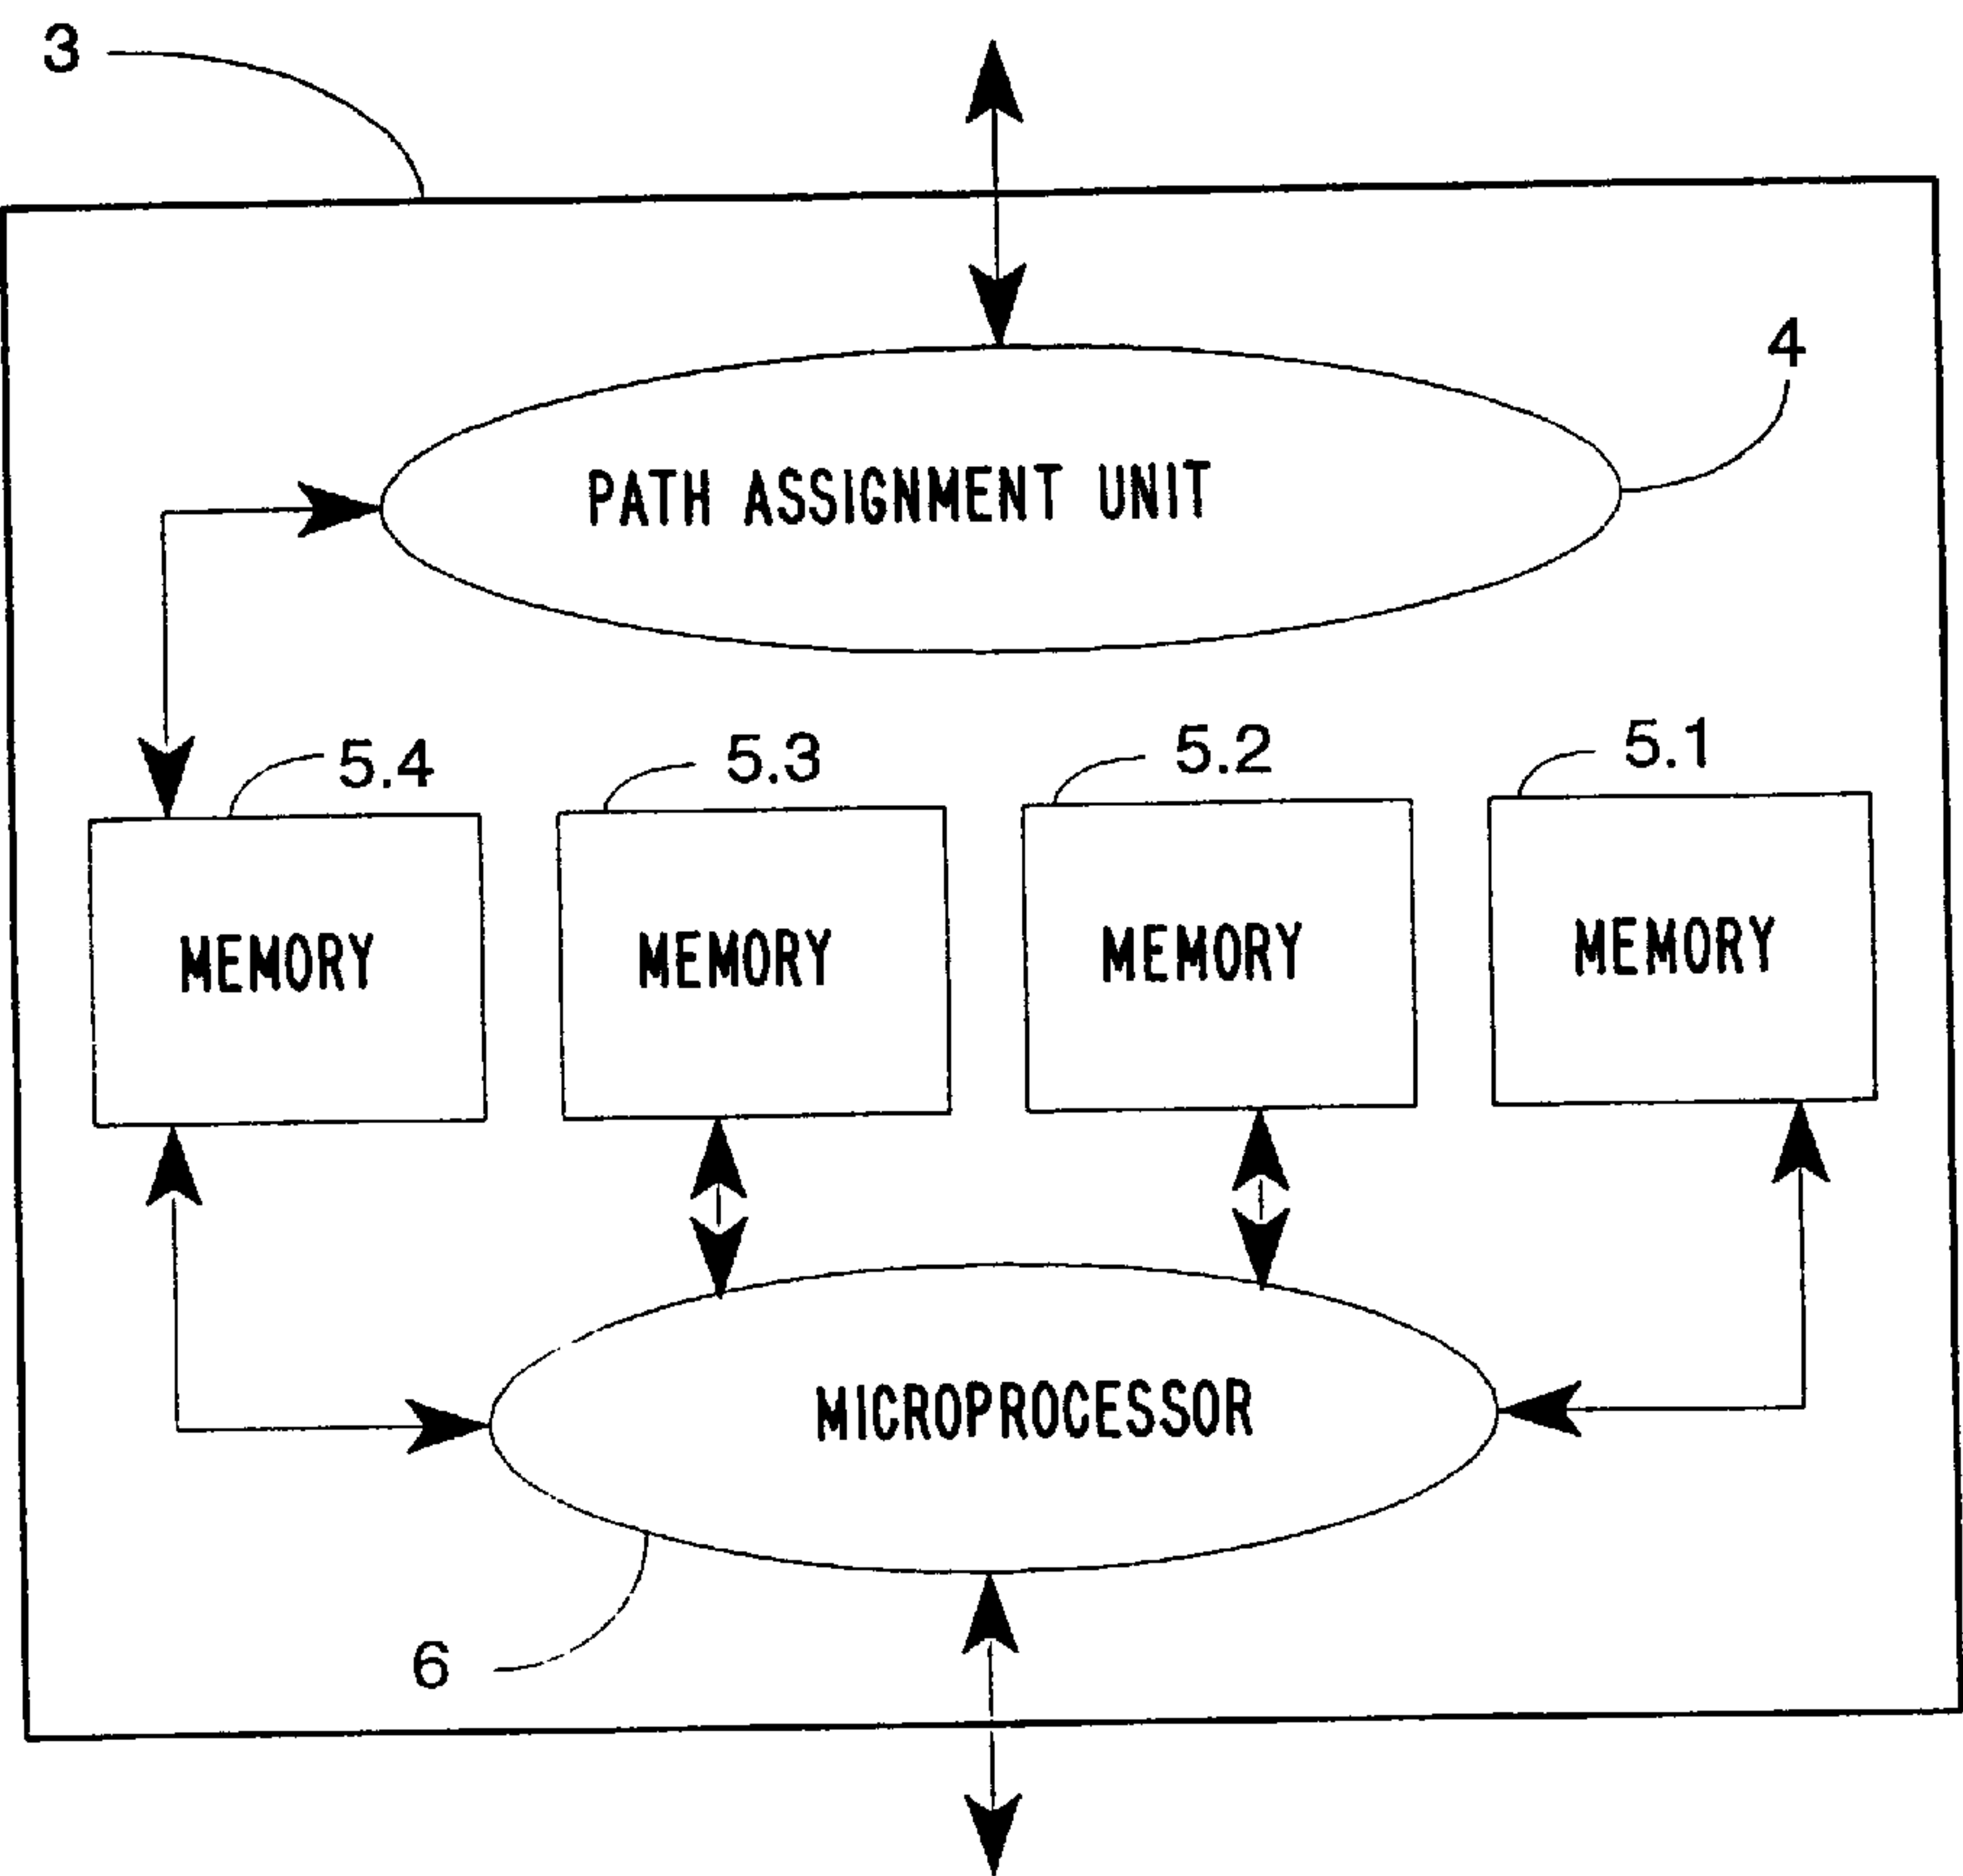 3
4
PATH ASSIGNMENT UNIT
5.4
5.3
5.2
5.1
MEMORY
MEMORY
MEMORY
MEMORY
MICROPROCESSOR
6